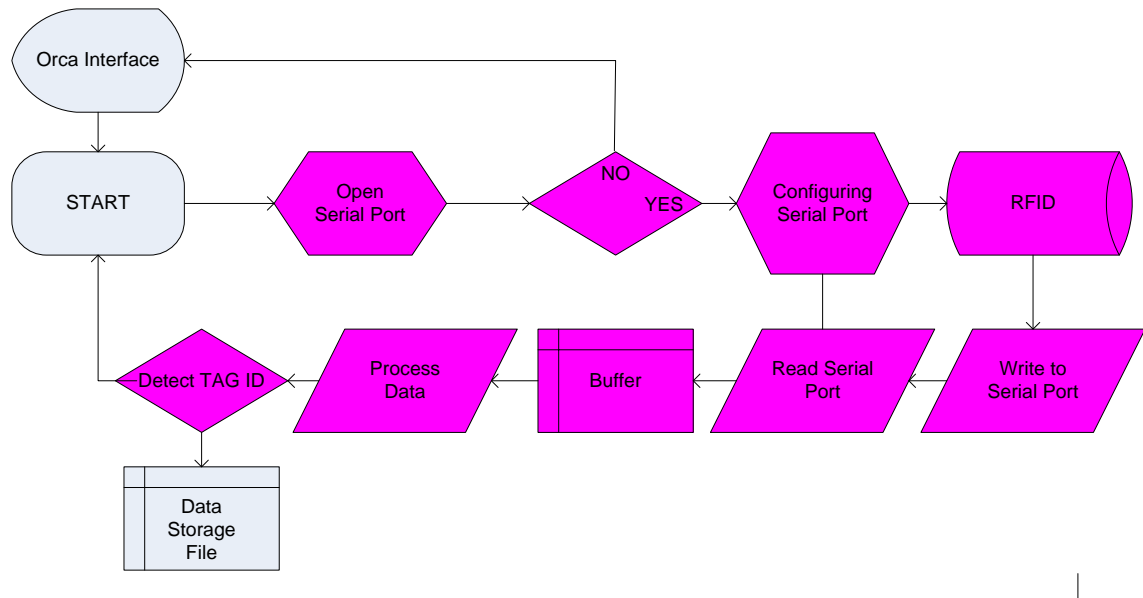 Orca Interface
START
Open
Serial Port
NO
YES
Configuring
Serial Port
RFID
Detect TAG ID
Process
Data
Buffer
Read Serial
Port
Write to
Serial Port
Data
Storage
File